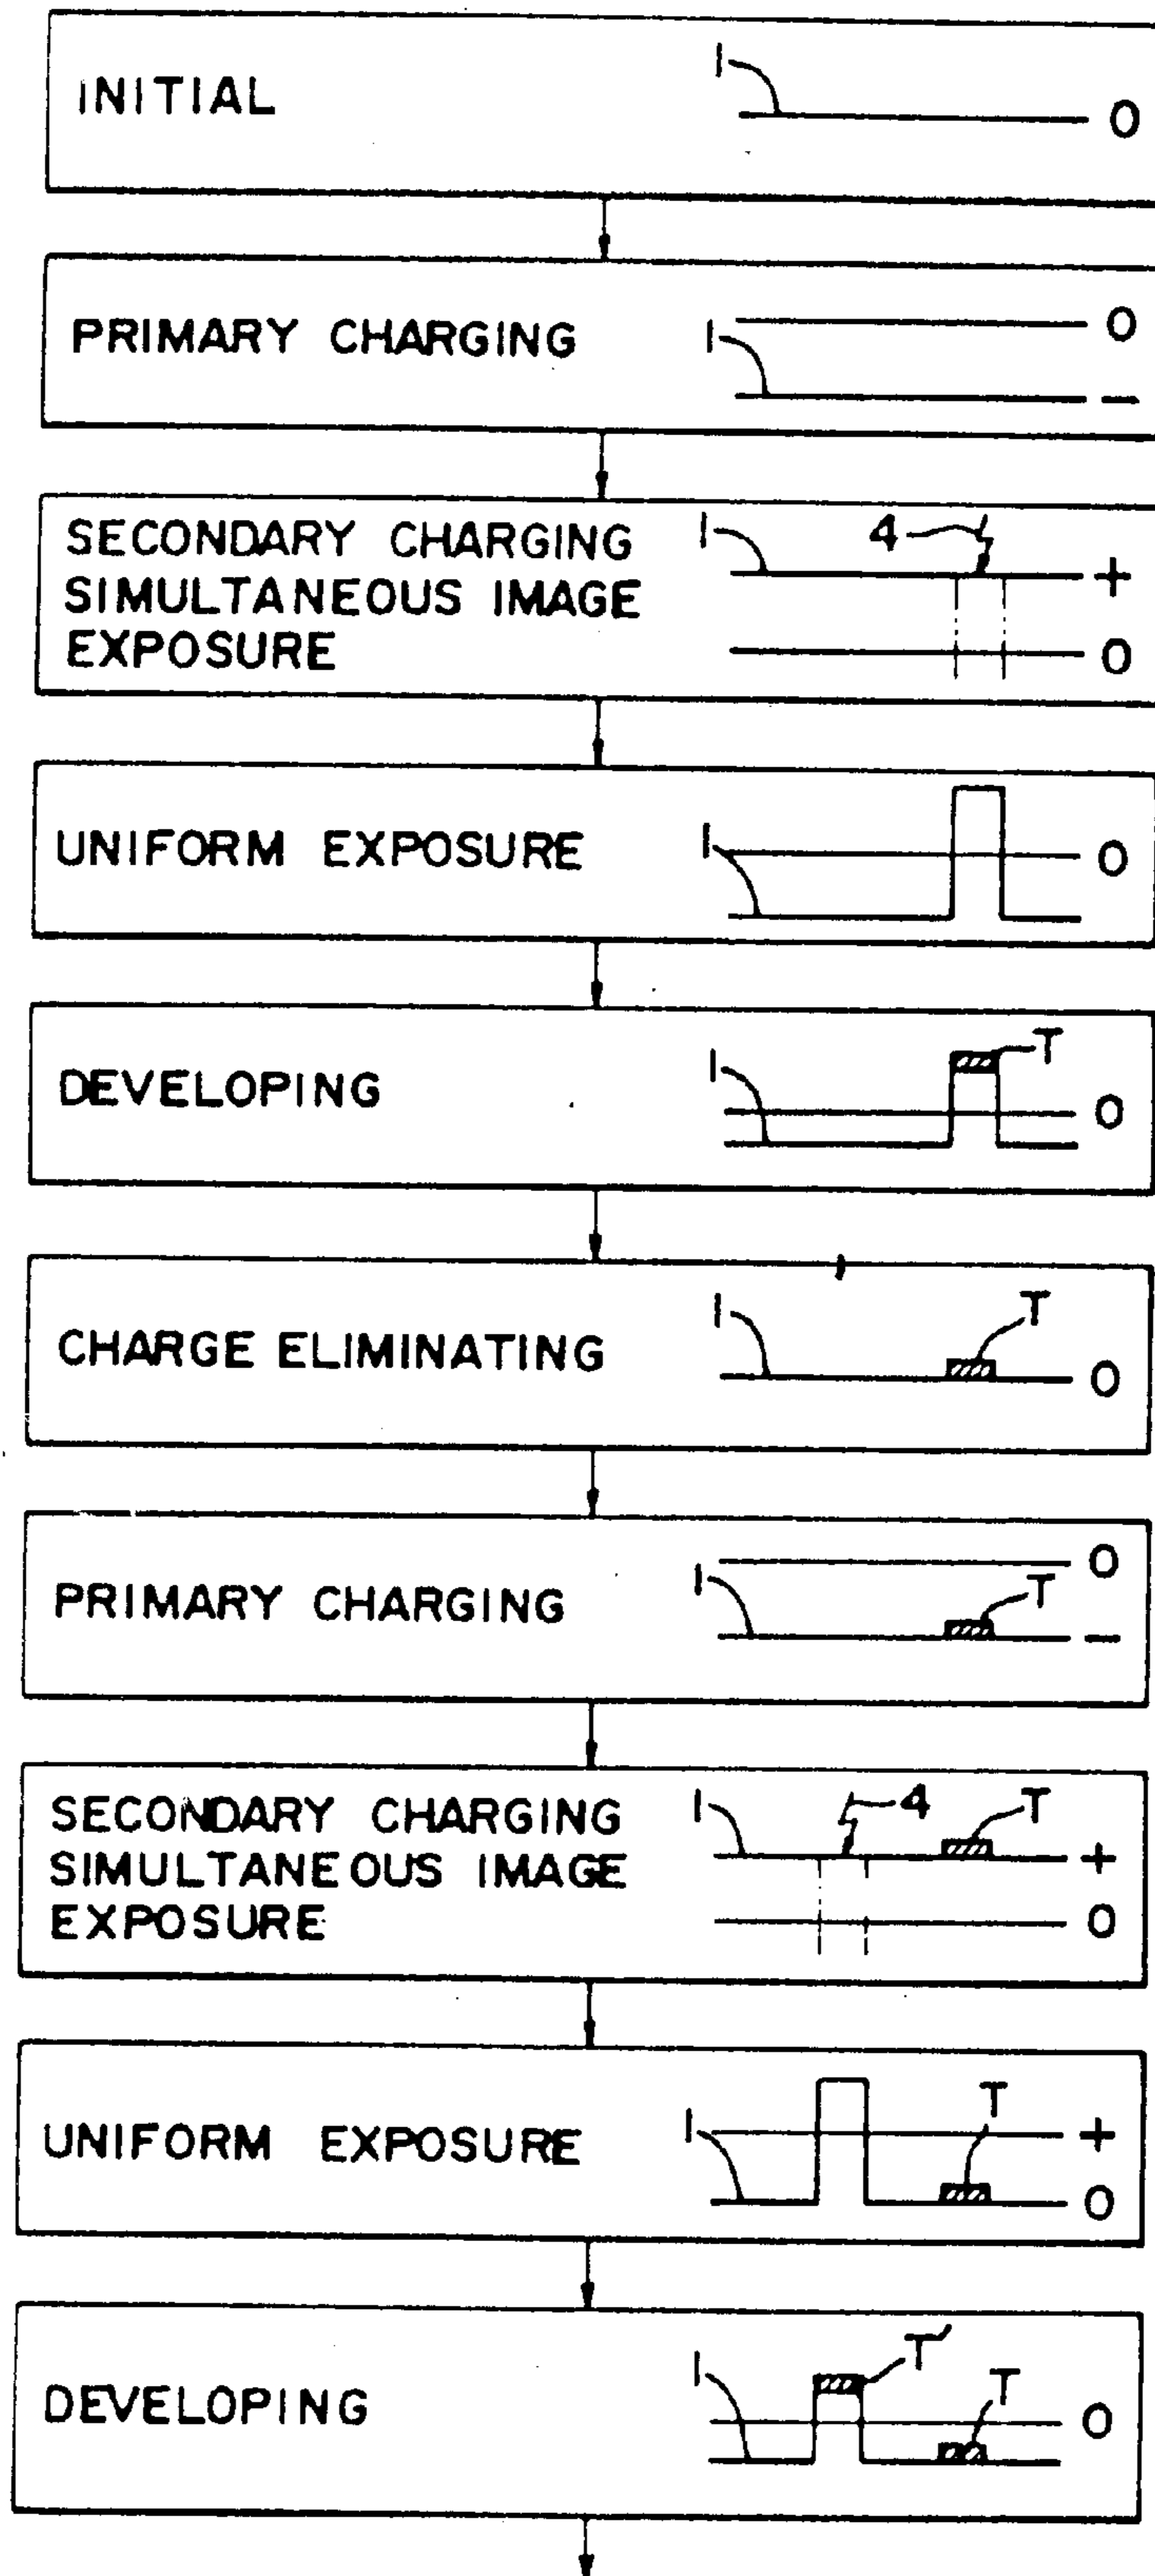 INITIAL
1
0
PRIMARY CHARGING
1
0
–
SECONDARY CHARGING
SIMULTANEOUS IMAGE
EXPOSURE
1
4
+
0
UNIFORM EXPOSURE
1
0
DEVELOPING
1
T
0
CHARGE ELIMINATING
1
T
0
PRIMARY CHARGING
1
0
T
–
SECONDARY CHARGING
SIMULTANEOUS IMAGE
EXPOSURE
1
4
T
+
0
UNIFORM EXPOSURE
1
T
+
0
DEVELOPING
1
T'
T
0